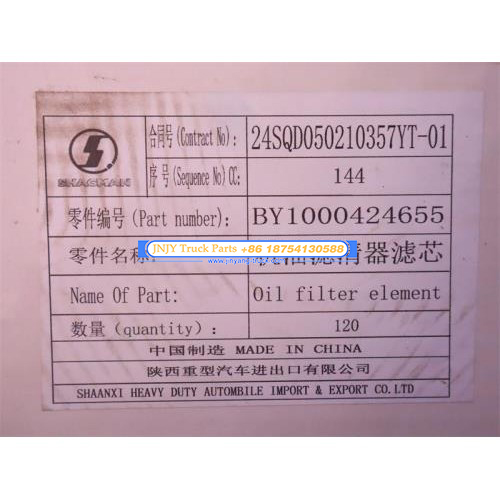 合同号(Contract No): 24SQD050210357YT-01
SHACMAN
序号(Sequence No)CC: 144
零件编号(Part number): BY1000424655
零件名称: 滤清器滤芯
JNJY Truck Parts +86 18754130588
Name Of Part: Oil filter element
数量(quantity): 120
中国制造 MADE IN CHINA
陕西重型汽车进出口有限公司
SHAANXI HEAVY DUTY AUTOMBILE IMPORT & EXPORT CO.LTD